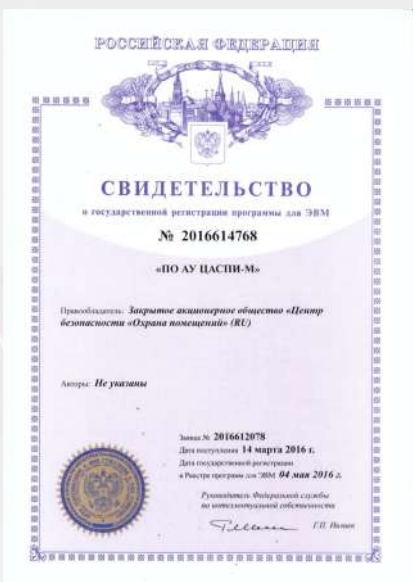 РОССИЙСКАЯ ФЕДЕРАЦИЯ
СВИДЕТЕЛЬСТВО
о государственной регистрации программы для ЭВМ
№ 2016614768
«ПО АУ ЦАСПИ-М»
Правообладатель: Закрытое акционерное общество «Центр
безопасности «Охрана помещений» (RU)
Авторы: Не указаны
Заявка № 2016612078
Дата поступления 14 марта 2016 г.
Дата государственной регистрации
в Реестре программ для ЭВМ 04 мая 2016 г.
Руководитель Федеральной службы
по интеллектуальной собственности
Г.П. Ивлиев